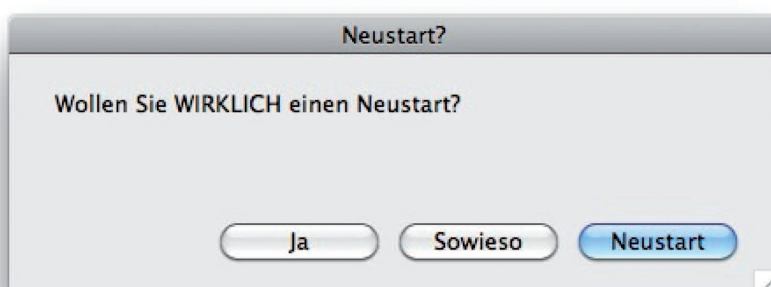 Neustart?
Wollen Sie WIRKLICH einen Neustart?
Ja Sowieso Neustart